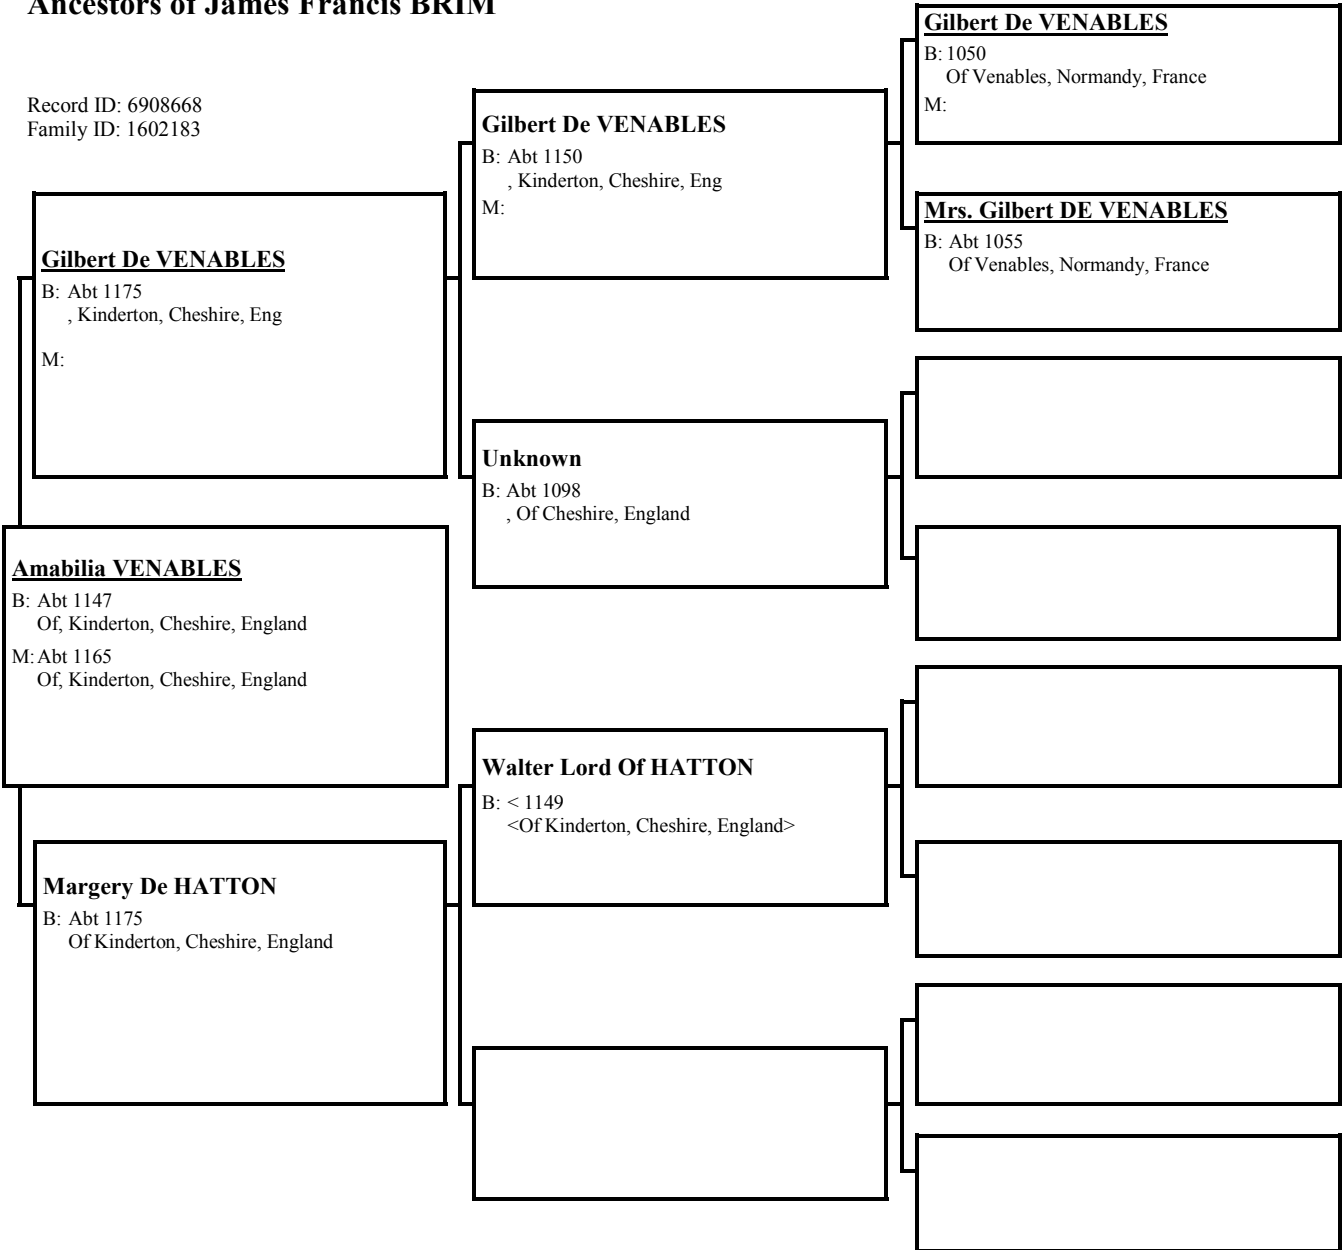 Ancestors of James Francis BRIM
Record ID: 6908668
Family ID: 1602183
Gilbert De VENABLES
B: Abt 1175
, Kinderton, Cheshire, Eng
M:
Amabilia VENABLES
B: Abt 1147
Of, Kinderton, Cheshire, England
M: Abt 1165
Of, Kinderton, Cheshire, England
Margery De HATTON
B: Abt 1175
Of Kinderton, Cheshire, England
Gilbert De VENABLES
B: Abt 1150
, Kinderton, Cheshire, Eng
M:
Unknown
B: Abt 1098
, Of Cheshire, England
Walter Lord Of HATTON
B: < 1149
<Of Kinderton, Cheshire, England>
Gilbert De VENABLES
B: 1050
Of Venables, Normandy, France
M:
Mrs. Gilbert DE VENABLES
B: Abt 1055
Of Venables, Normandy, France